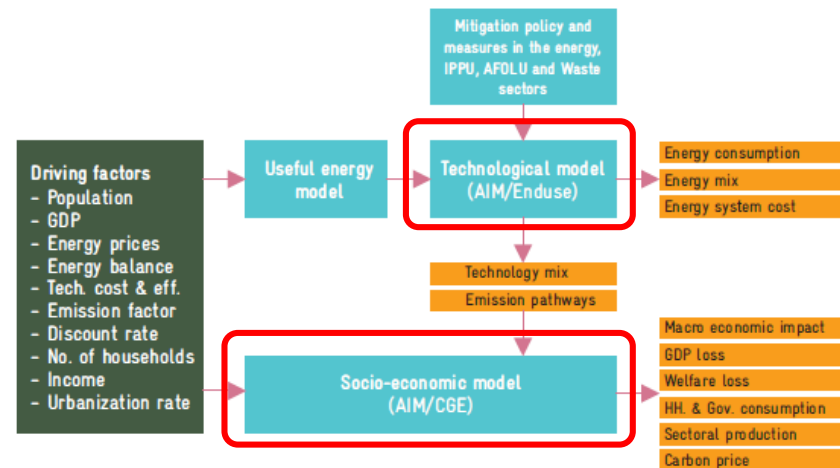 Mitigation policy and
measures in the energy,
IPPU, AFOLU and Waste
sectors
Driving factors
- Population
- GDP
- Energy prices
- Energy balance
- Tech. cost & eff.
- Emission factor
- Discount rate
- No. of households
- Income
- Urbanization rate
Useful energy
model
Technological model
(AIM/Enduse)
Energy consumption
Energy mix
Energy system cost
Technology mix
Emission pathways
Socio-economic model
(AIM/CGE)
Macro economic impact
GDP loss
Welfare loss
HH. & Gov. consumption
Sectoral production
Carbon price